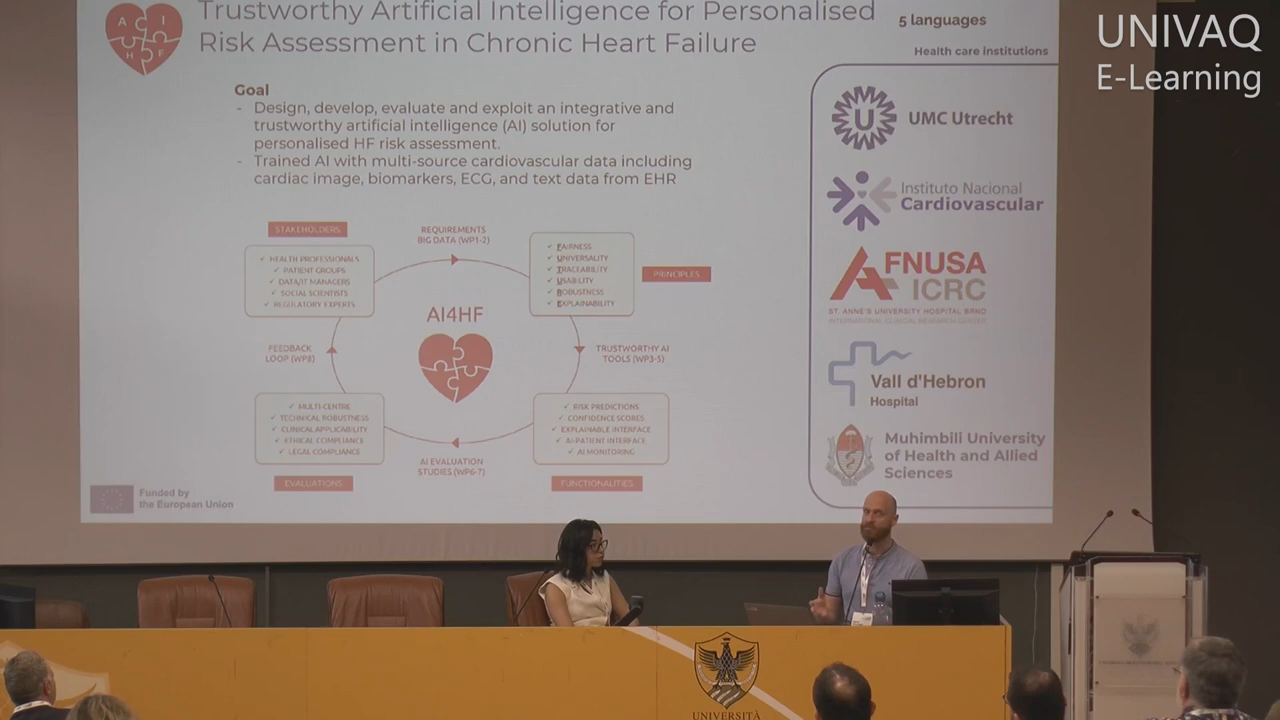 Trustworthy Artificial Intelligence for Personalised
Risk Assessment in Chronic Heart Failure
A C I
H F
5 languages
Health care institutions
UNIVAQ
E-Learning
Goal
- Design, develop, evaluate and exploit an integrative and
trustworthy artificial intelligence (AI) solution for
personalised HF risk assessment.
- Trained AI with multi-source cardiovascular data including
cardiac image, biomarkers, ECG, and text data from EHR
STAKEHOLDERS
✓ HEALTH PROFESSIONALS
✓ PATIENT GROUPS
✓ DATA/IT MANAGERS
✓ SOCIAL SCIENTISTS
✓ REGULATORY EXPERTS
REQUIREMENTS
BIG DATA (WP1-2)
✓ FAIRNESS
✓ UNIVERSALITY
✓ TRACEABILITY
✓ USABILITY
✓ ROBUSTNESS
✓ EXPLAINABILITY
PRINCIPLES
AI4HF
FEEDBACK
LOOP (WP8)
TRUSTWORTHY AI
TOOLS (WP3-5)
✓ MULTI-CENTRE
✓ TECHNICAL ROBUSTNESS
✓ CLINICAL APPLICABILITY
✓ ETHICAL COMPLIANCE
✓ LEGAL COMPLIANCE
EVALUATIONS
AI EVALUATION
STUDIES (WP6-7)
✓ RISK PREDICTIONS
✓ CONFIDENCE SCORES
✓ EXPLAINABLE INTERFACE
✓ AI-PATIENT INTERFACE
✓ AI MONITORING
FUNCTIONALITIES
Funded by
the European Union
U
UMC Utrecht
Instituto Nacional
Cardiovascular
FNUSA
ICRC
ST. ANNE'S UNIVERSITY HOSPITAL BRNO
INTERNATIONAL CLINICAL RESEARCH CENTER
Vall d'Hebron
Hospital
Muhimbili University
of Health and Allied
Sciences
UNIVERSITÀ